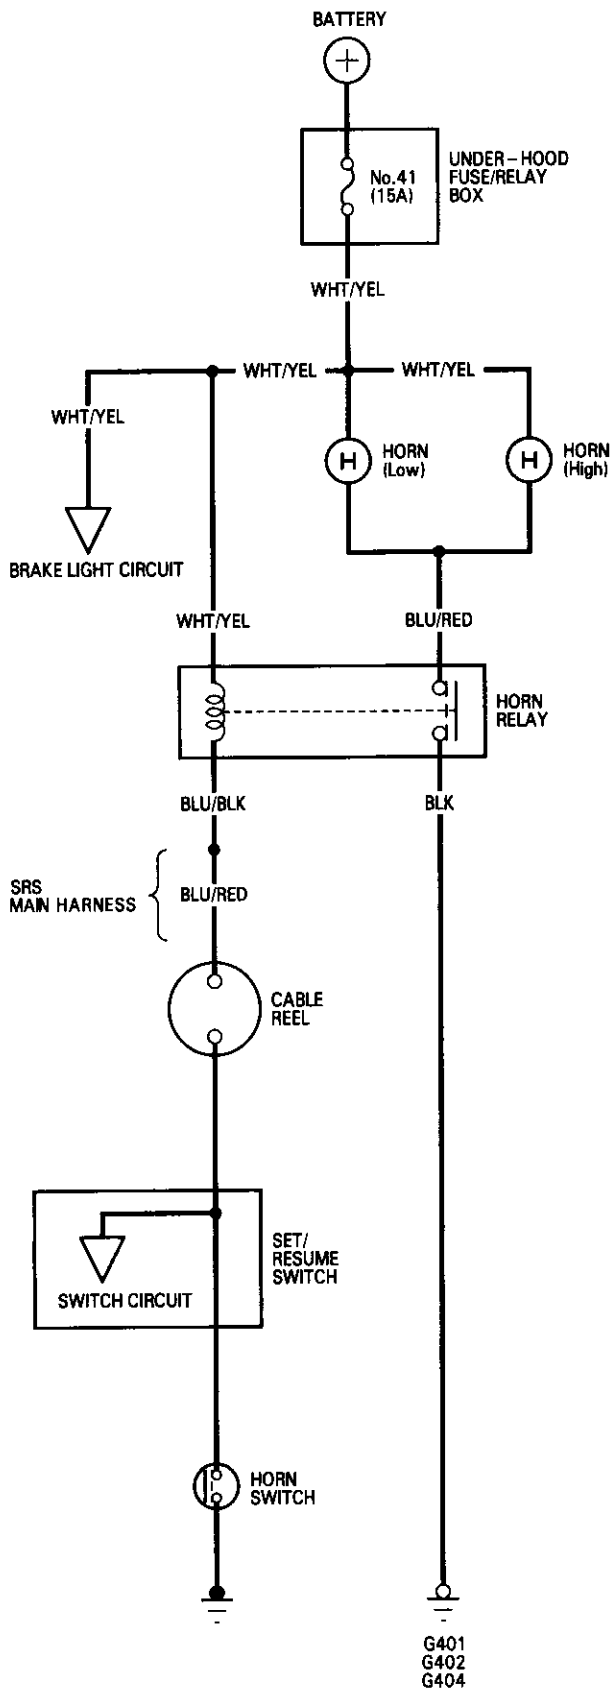 BATTERY
No.41
(15A)
UNDER-HOOD
FUSE/RELAY
BOX
WHT/YEL
WHT/YEL
WHT/YEL
WHT/YEL
H
HORN
(Low)
H
HORN
(High)
BRAKE LIGHT CIRCUIT
WHT/YEL
BLU/RED
HORN
RELAY
BLU/BLK
BLK
SRS
MAIN HARNESS
BLU/RED
CABLE
REEL
SET/
RESUME
SWITCH
SWITCH CIRCUIT
HORN
SWITCH
G401
G402
G404